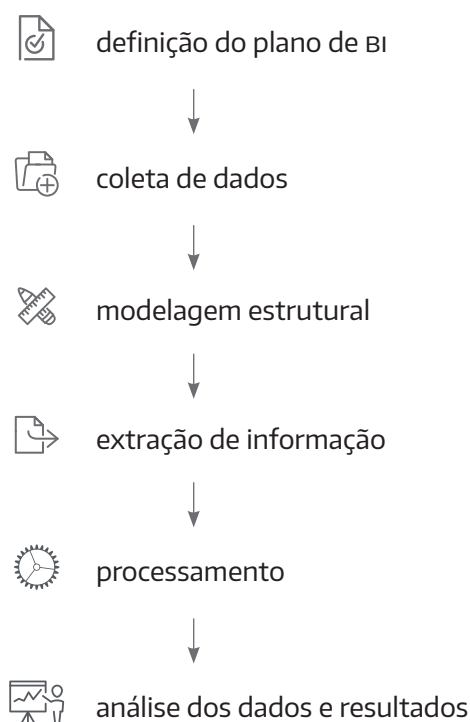 definição do plano de BI
coleta de dados
modelagem estrutural
extração de informação
processamento
análise dos dados e resultados